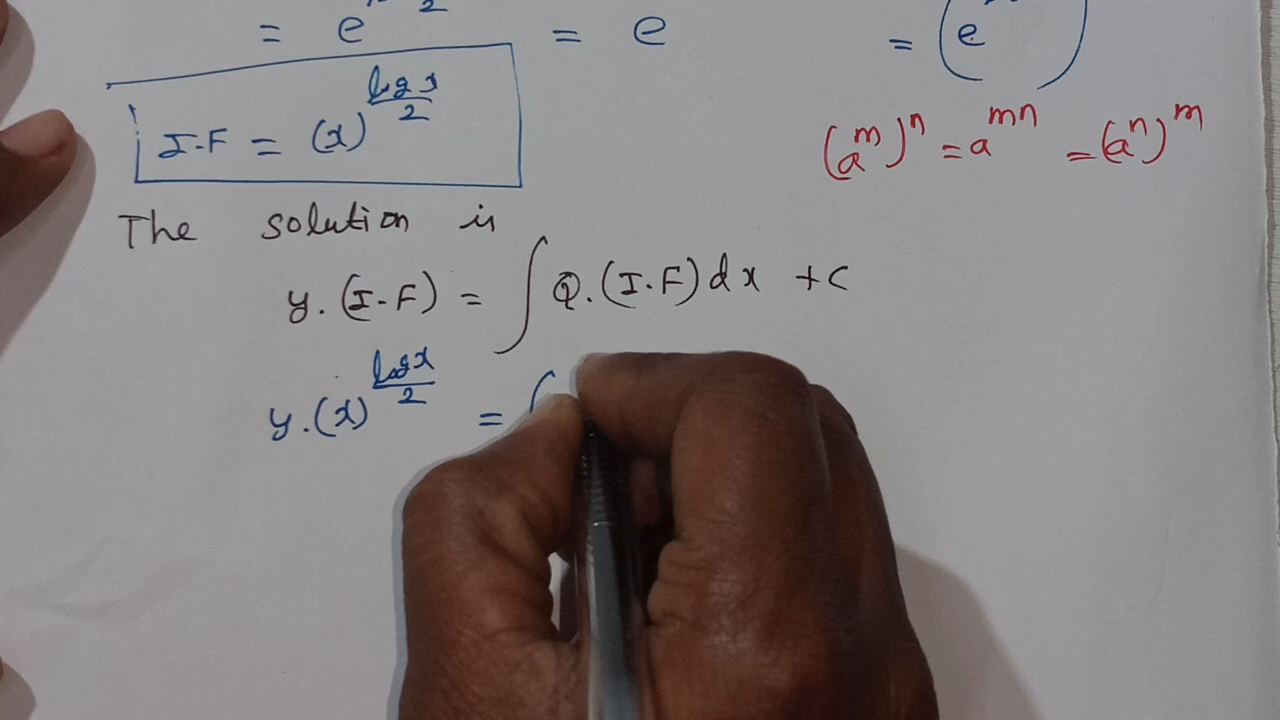 = e = e = (e
I.F = (x)^(log x/2)
(a^m)^n = a^(mn) = (a^n)^m
The solution is
y.(I.F) = ∫ Q.(I.F) dx + c
y.(x)^(log x/2) = ∫